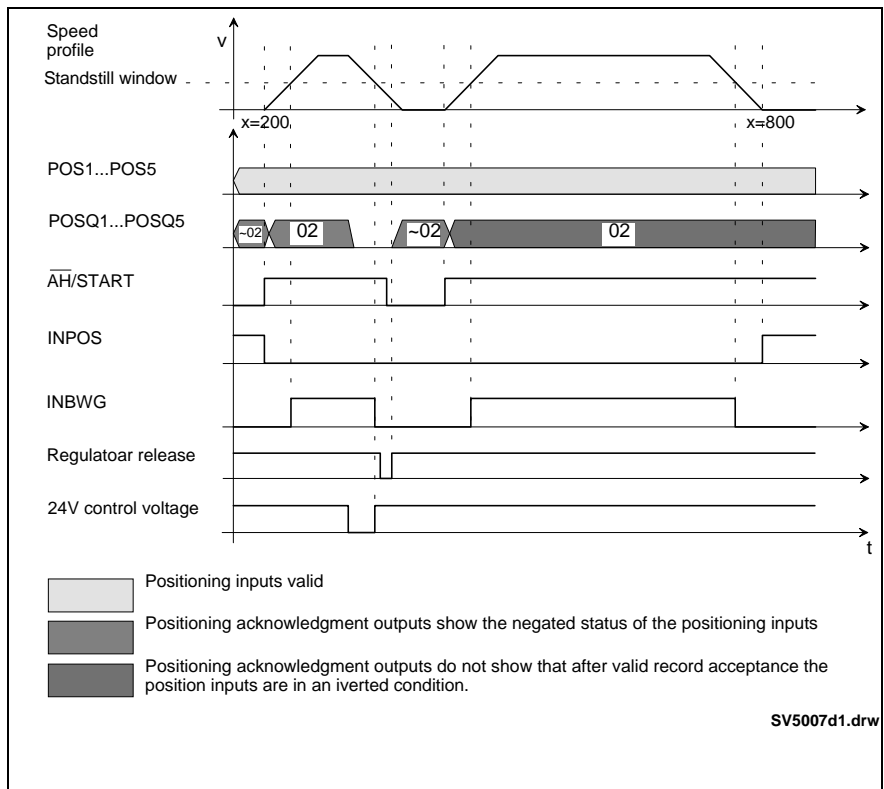 Speed
profile
v
Standstill window
x=200
x=800
POS1...POS5
POSQ1...POSQ5
~02
02
~02
02
AH/START
INPOS
INBWG
Regulatoar release
24V control voltage
t
Positioning inputs valid
Positioning acknowledgment outputs show the negated status of the positioning inputs
Positioning acknowledgment outputs do not show that after valid record acceptance the
position inputs are in an iverted condition.
SV5007d1.drw